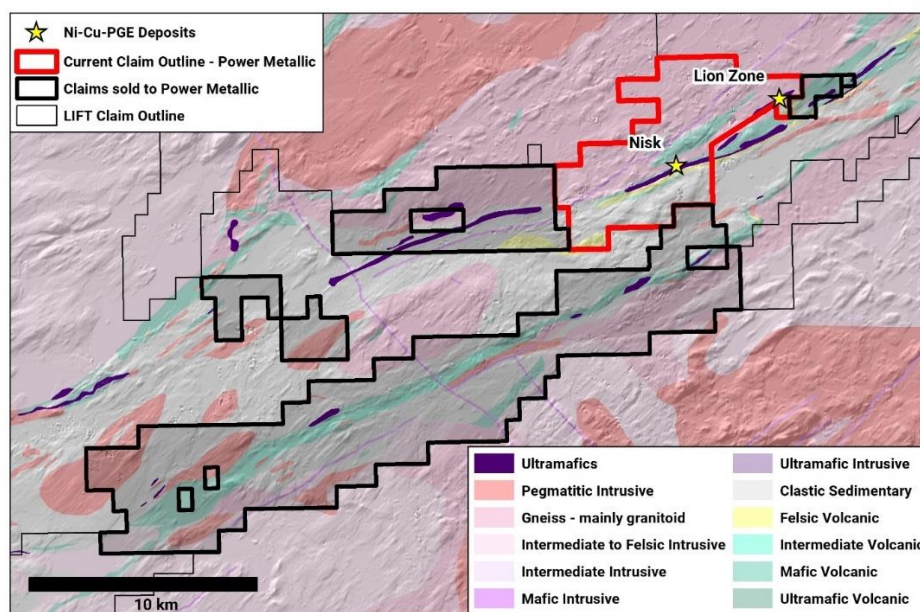 Ni-Cu-PGE Deposits
Current Claim Outline - Power Metallic
Claims sold to Power Metallic
LIFT Claim Outline
Lion Zone
Nisk
Ultramafics
Pegmatitic Intrusive
Gneiss - mainly granitoid
Intermediate to Felsic Intrusive
Intermediate Intrusive
Mafic Intrusive
Ultramafic Intrusive
Clastic Sedimentary
Felsic Volcanic
Intermediate Volcanic
Mafic Volcanic
Ultramafic Volcanic
10 km